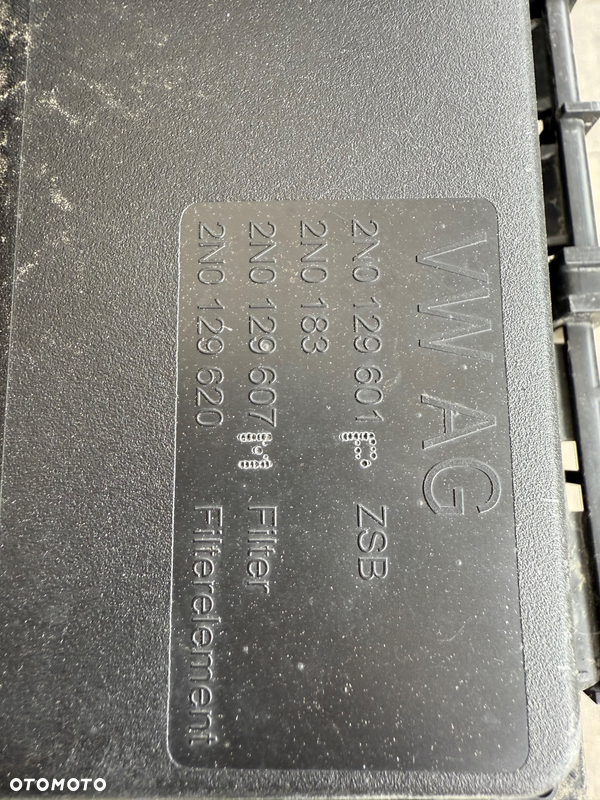 VW AG
2N0 129 601 F ZSB
2N0 183
2N0 129 607 Filter
2N0 129 620 Filterelement
OTOMOTO